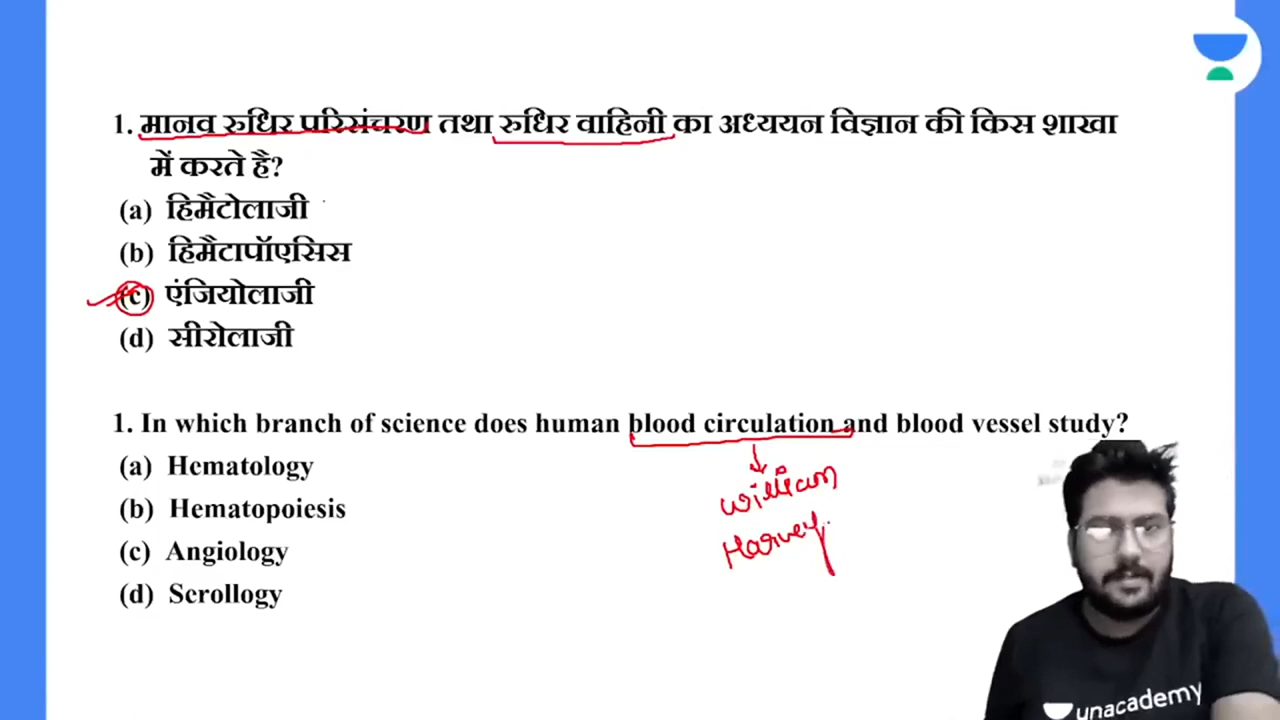 1. मानव रुधिर परिसंचरण तथा रुधिर वाहिनी का अध्ययन विज्ञान की किस शाखा
में करते है?
(a) हिमैटोलाजी
(b) हिमैटापॉएसिस
(c) एंजियोलाजी
(d) सीरोलाजी
1. In which branch of science does human blood circulation and blood vessel study?
(a) Hematology
(b) Hematopoiesis
(c) Angiology
(d) Serollogy
William
Harvey
unacademy